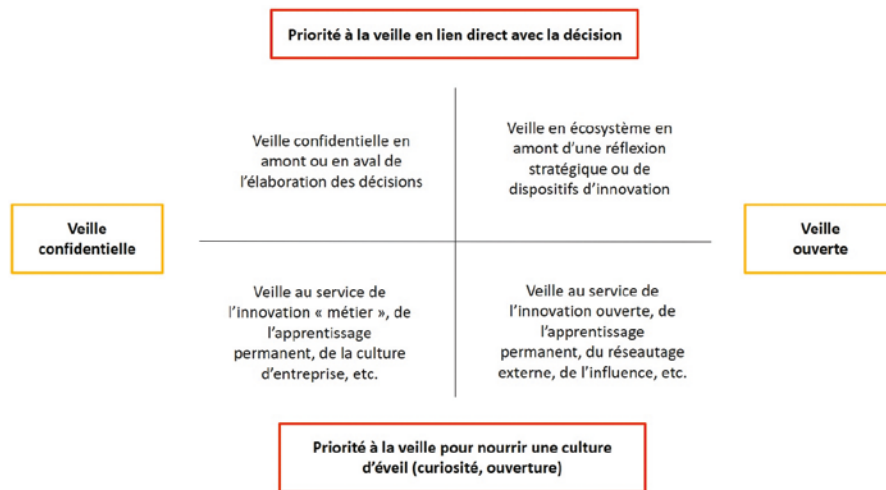 Priorité à la veille en lien direct avec la décision
Veille confidentielle en
amont ou en aval de
l'élaboration des décisions
Veille en écosystème en
amont d'une réflexion
stratégique ou de
dispositifs d'innovation
Veille
confidentielle
Veille
ouverte
Veille au service de
l'innovation « métier », de
l'apprentissage
permanent, de la culture
d'entreprise, etc.
Veille au service de
l'innovation ouverte, de
l'apprentissage
permanent, du réseautage
externe, de l'influence, etc.
Priorité à la veille pour nourrir une culture
d'éveil (curiosité, ouverture)